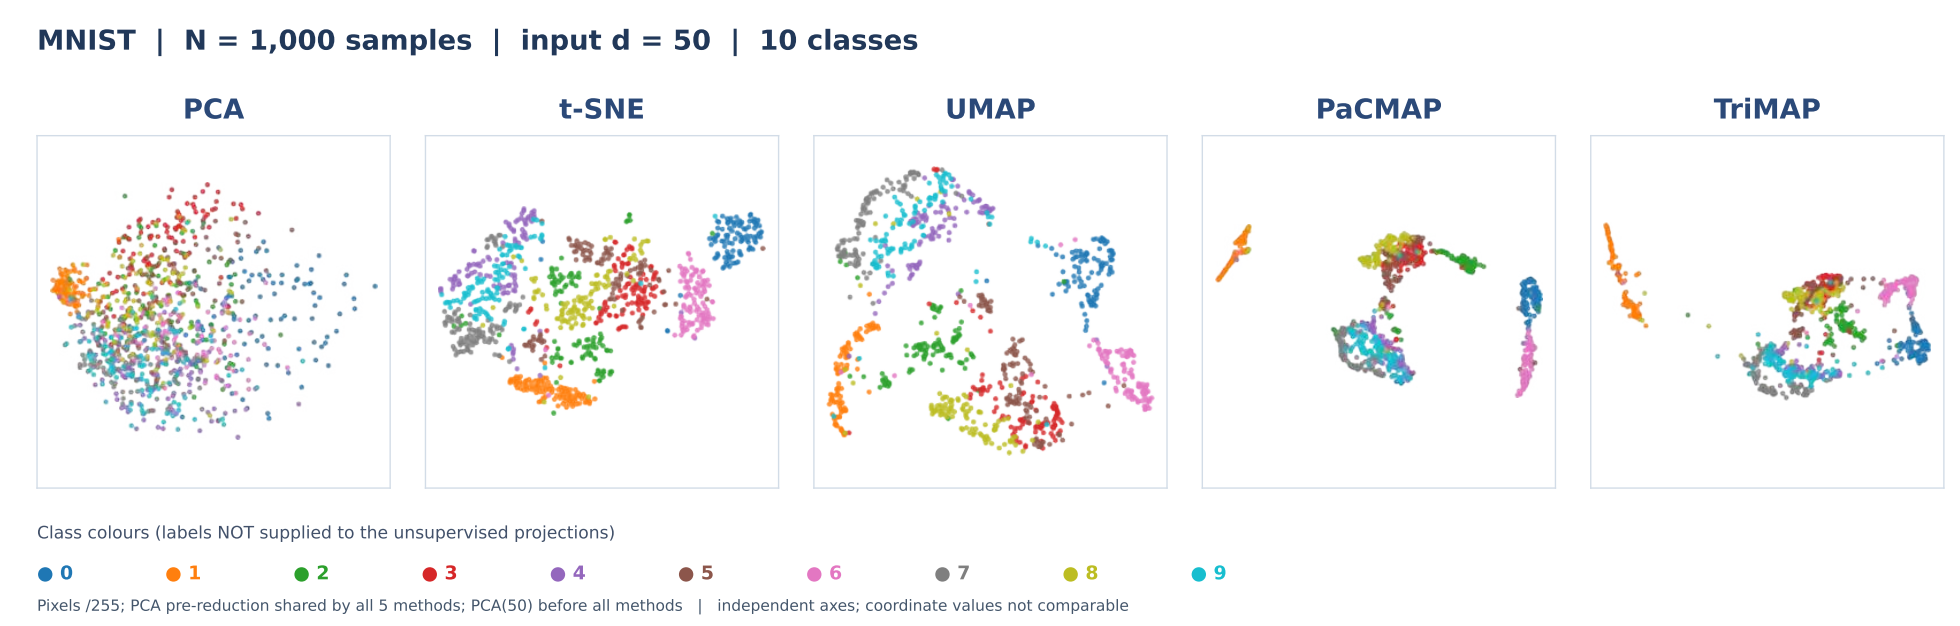 MNIST | N = 1,000 samples | input d = 50 | 10 classes
PCA t-SNE UMAP PaCMAP TriMAP
Class colours (labels NOT supplied to the unsupervised projections)
0 1 2 3 4 5 6 7 8 9
Pixels /255; PCA pre-reduction shared by all 5 methods; PCA(50) before all methods | independent axes; coordinate values not comparable